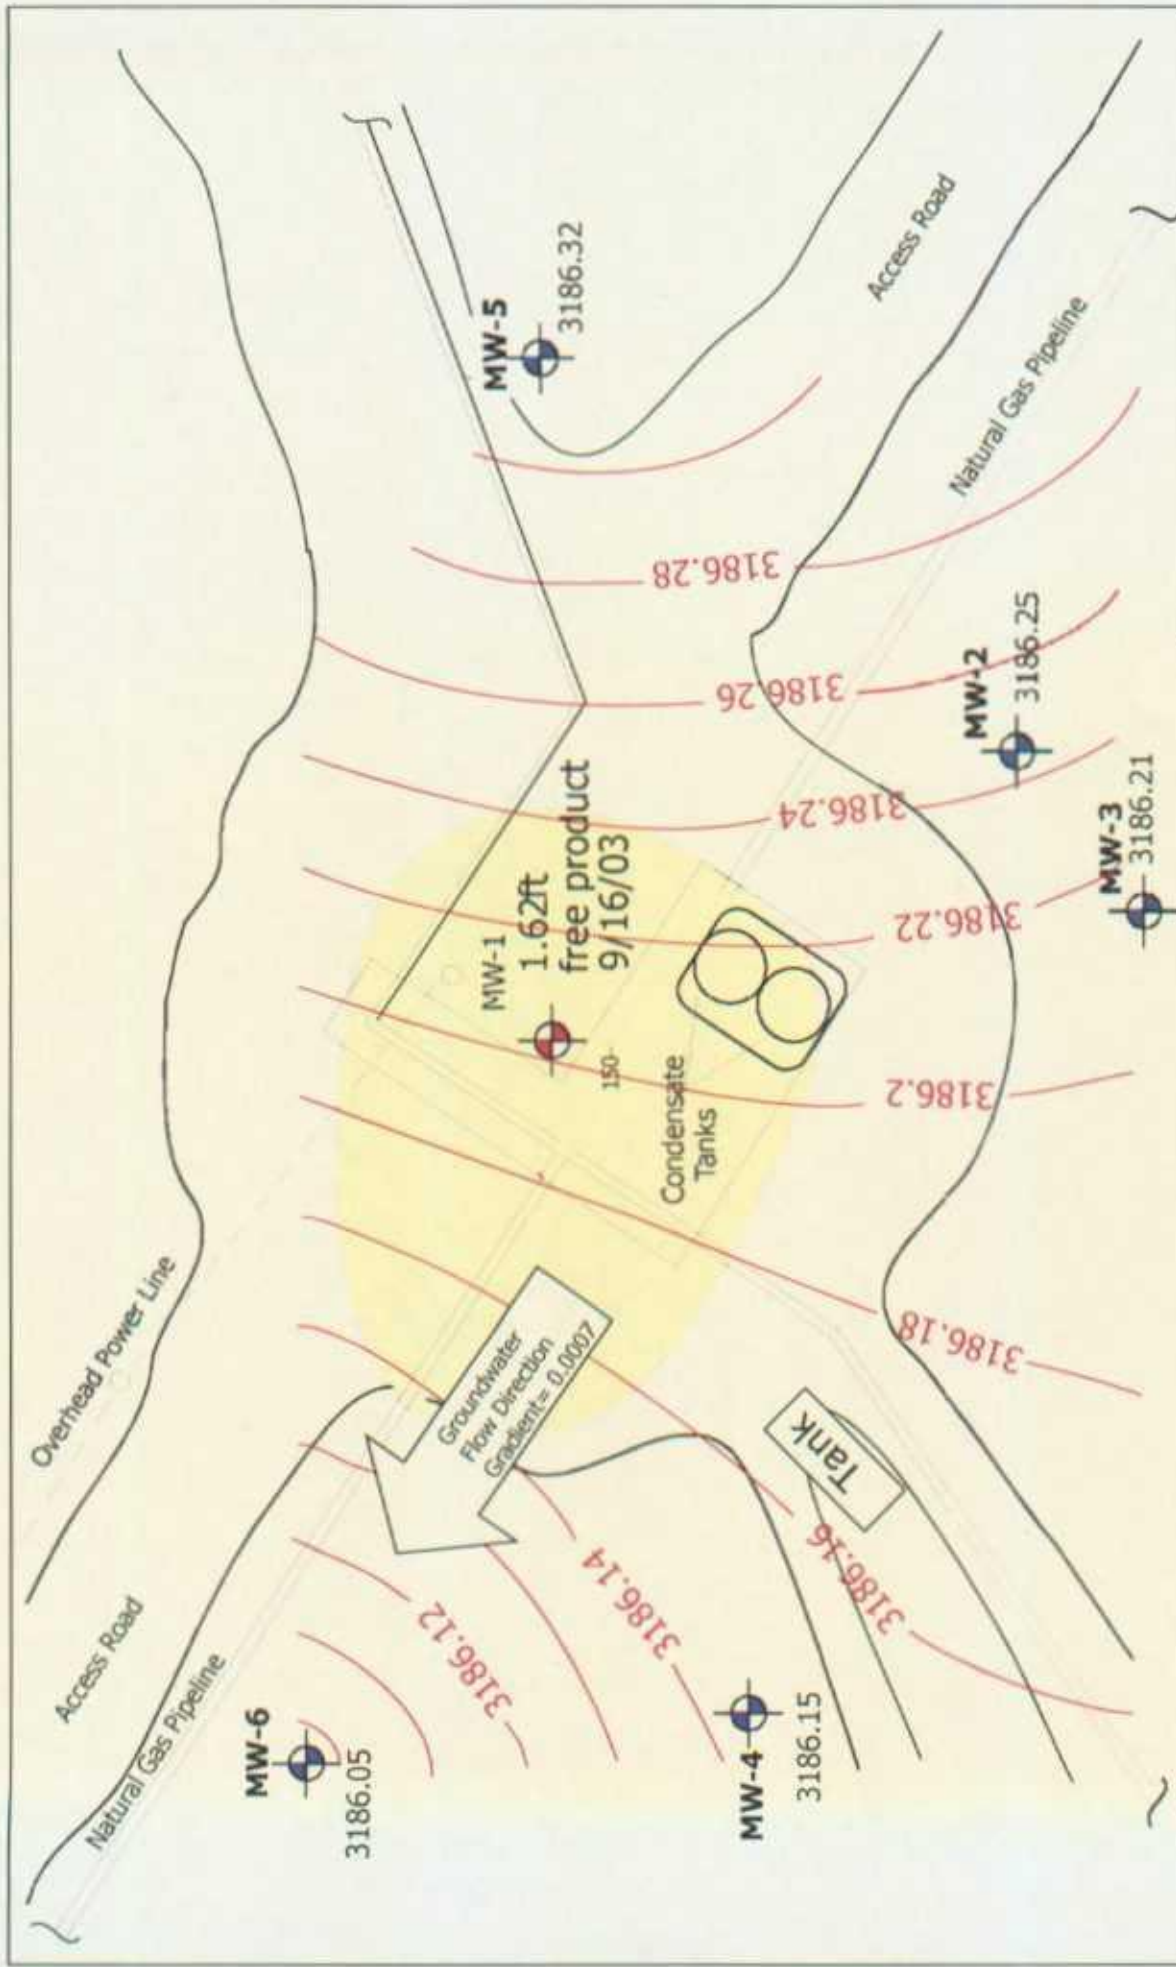 Overhead Power Line
Access Road
Natural Gas Pipeline
MW-6
3186.05
3186.12
3186.14
Groundwater
Flow Direction
Gradient= 0.0007
MW-4
3186.15
3186.16
Tank
3186.18
MW-1
1.62ft
free product
9/16/03
150
Condensate
Tanks
3186.2
3186.22
3186.24
3186.26
3186.28
MW-5
3186.32
Access Road
Natural Gas Pipeline
MW-2
3186.25
MW-3
3186.21